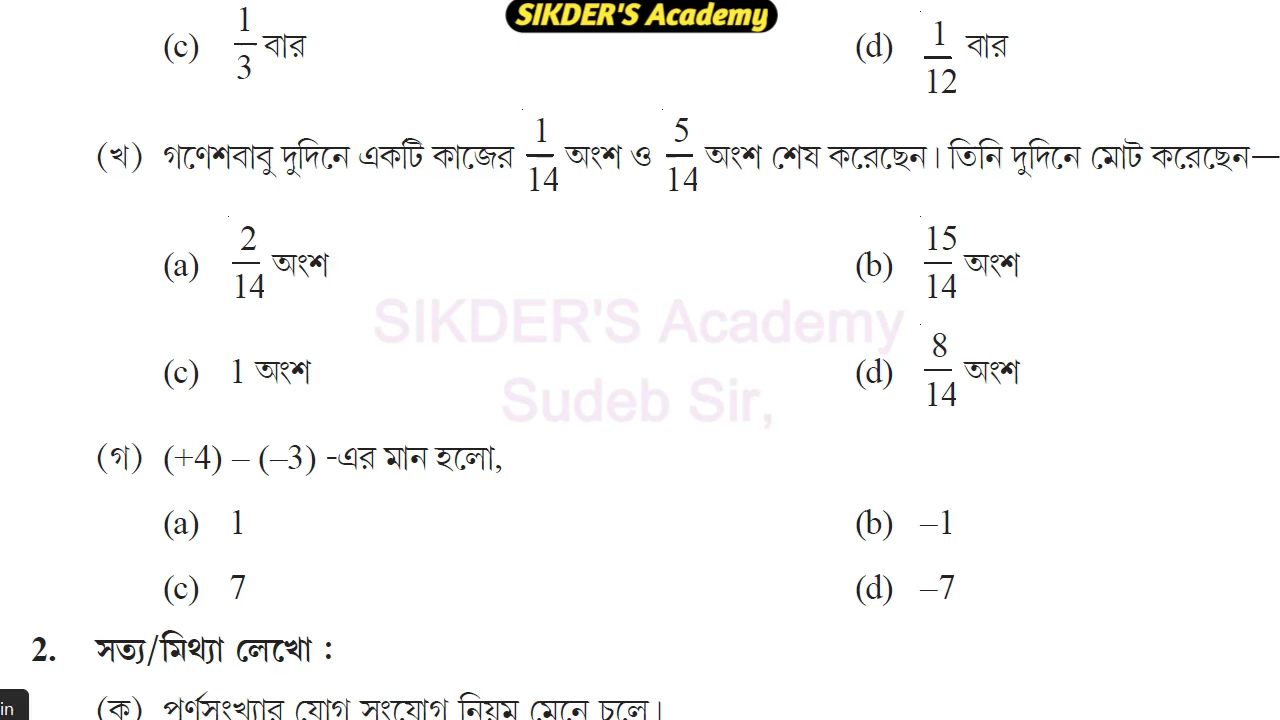 SIKDER'S Academy
(c) 1/3 বার (d) 1/12 বার
(খ) গণেশবাবু দুদিনে একটি কাজের 1/14 অংশ ও 5/14 অংশ শেষ করেছেন। তিনি দুদিনে মোট করেছেন—
(a) 2/14 অংশ (b) 15/14 অংশ
SIKDER'S Academy
(c) 1 অংশ (d) 8/14 অংশ
Sudeb Sir,
(গ) (+4) – (–3) -এর মান হলো,
(a) 1 (b) –1
(c) 7 (d) –7
2. সত্য/মিথ্যা লেখো :
(ক) পূর্ণসংখ্যার যোগ সংযোগ নিয়ম মেনে চলে।
in